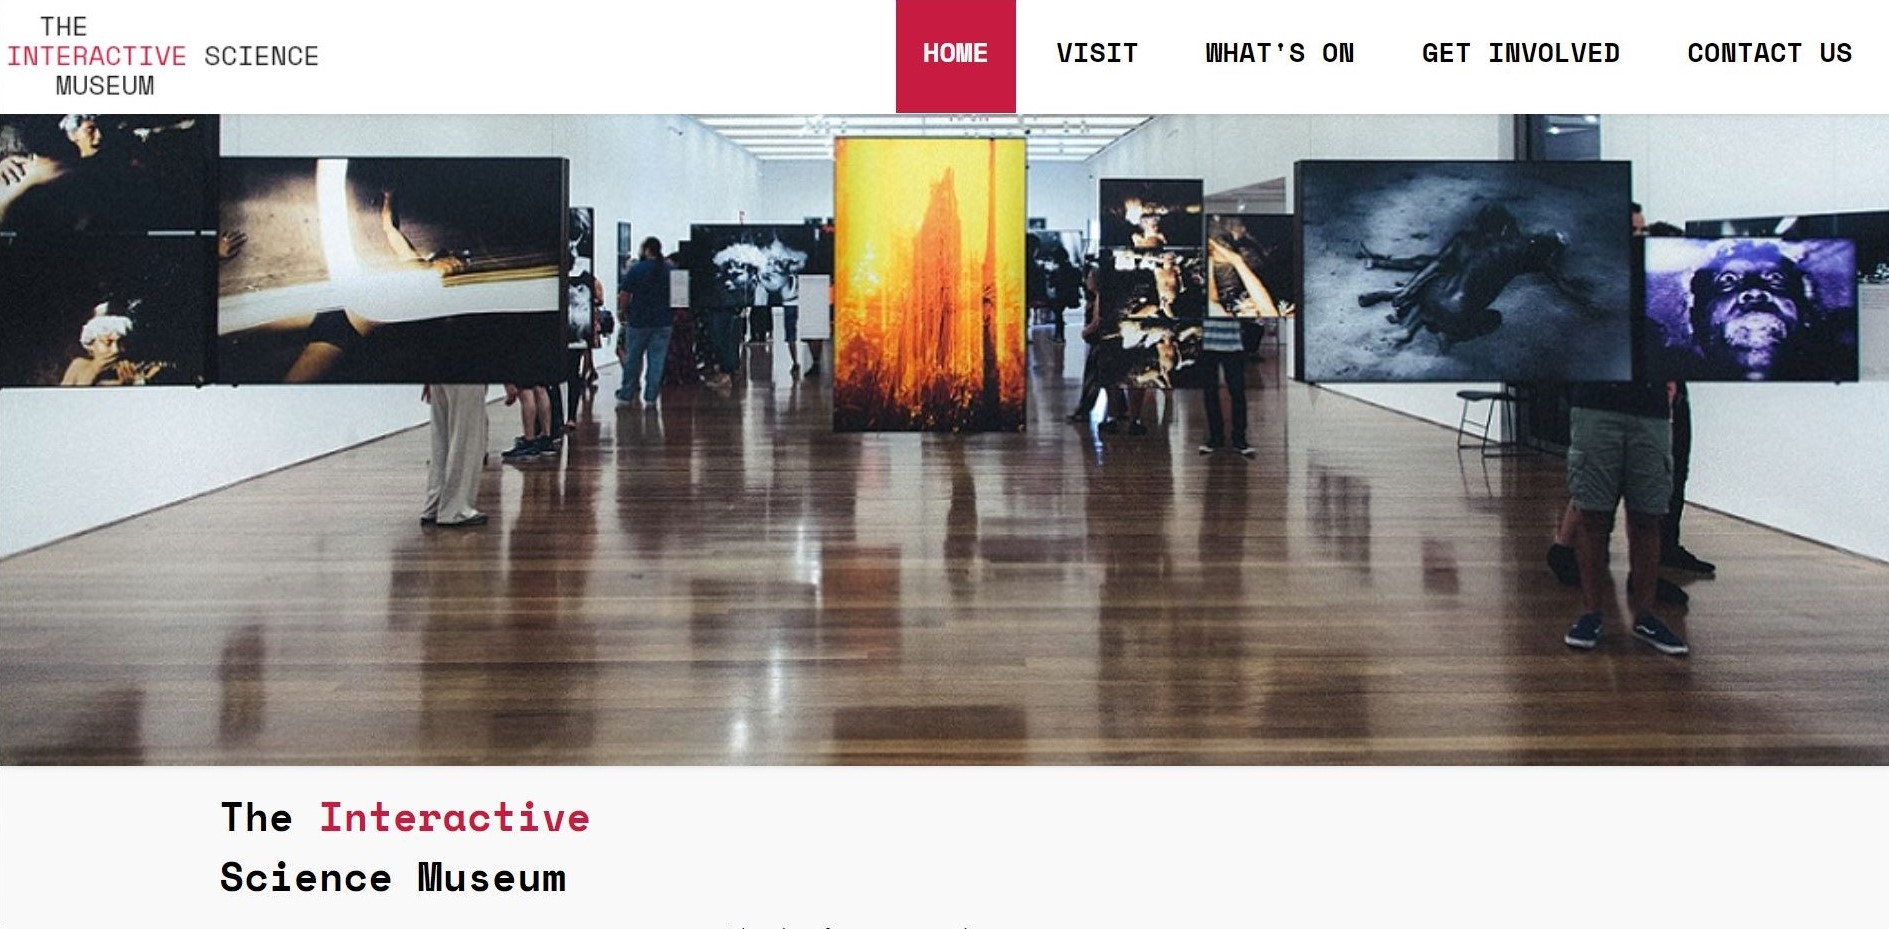 THE
INTERACTIVE SCIENCE
MUSEUM
HOME VISIT WHAT'S ON GET INVOLVED CONTACT US
The Interactive
Science Museum